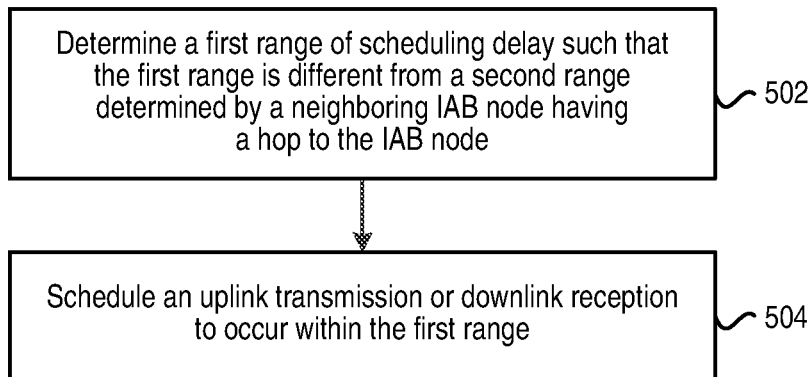 Determine a first range of scheduling delay such that
the first range is different from a second range
determined by a neighboring IAB node having
a hop to the IAB node
502
Schedule an uplink transmission or downlink reception
to occur within the first range
504